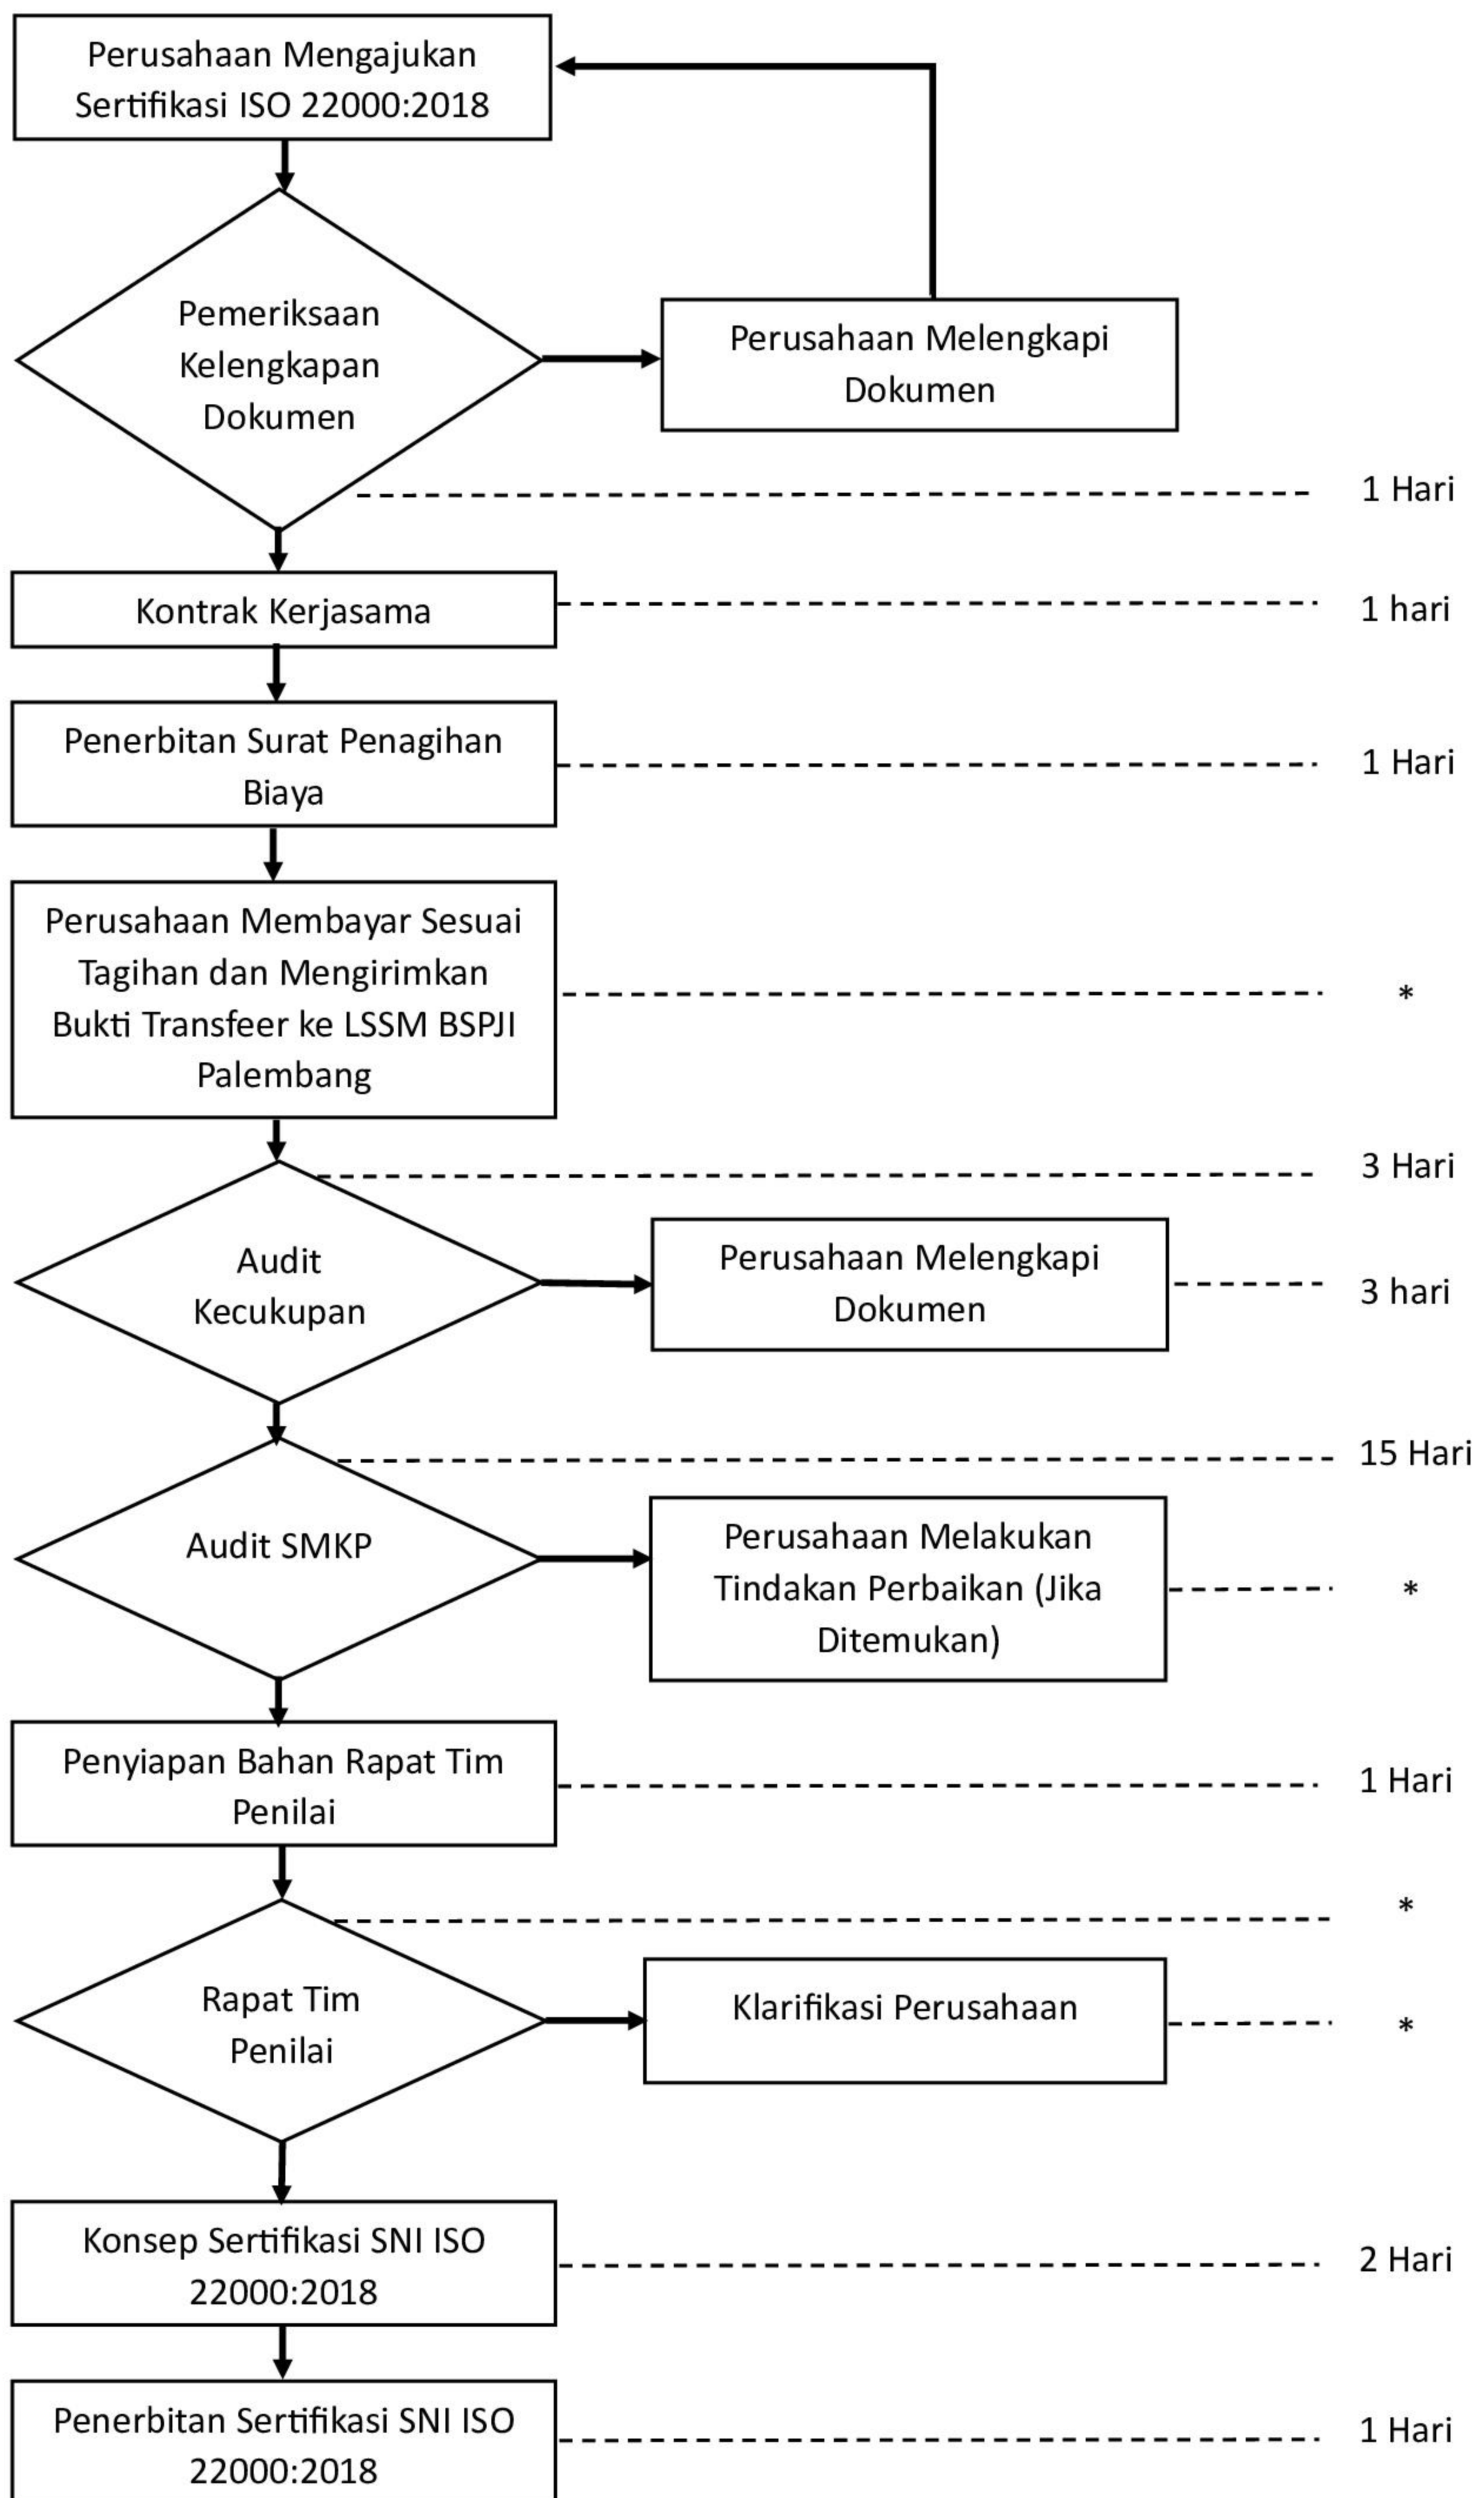 Perusahaan Mengajukan
Sertifikasi ISO 22000:2018
Pemeriksaan
Kelengkapan
Dokumen
Perusahaan Melengkapi
Dokumen
1 Hari
Kontrak Kerjasama
1 hari
Penerbitan Surat Penagihan
Biaya
1 Hari
Perusahaan Membayar Sesuai
Tagihan dan Mengirimkan
Bukti Transfeer ke LSSM BSPJI
Palembang
*
3 Hari
Audit
Kecukupan
Perusahaan Melengkapi
Dokumen
3 hari
15 Hari
Audit SMKP
Perusahaan Melakukan
Tindakan Perbaikan (Jika
Ditemukan)
*
Penyiapan Bahan Rapat Tim
Penilai
1 Hari
*
Rapat Tim
Penilai
Klarifikasi Perusahaan
*
Konsep Sertifikasi SNI ISO
22000:2018
2 Hari
Penerbitan Sertifikasi SNI ISO
22000:2018
1 Hari